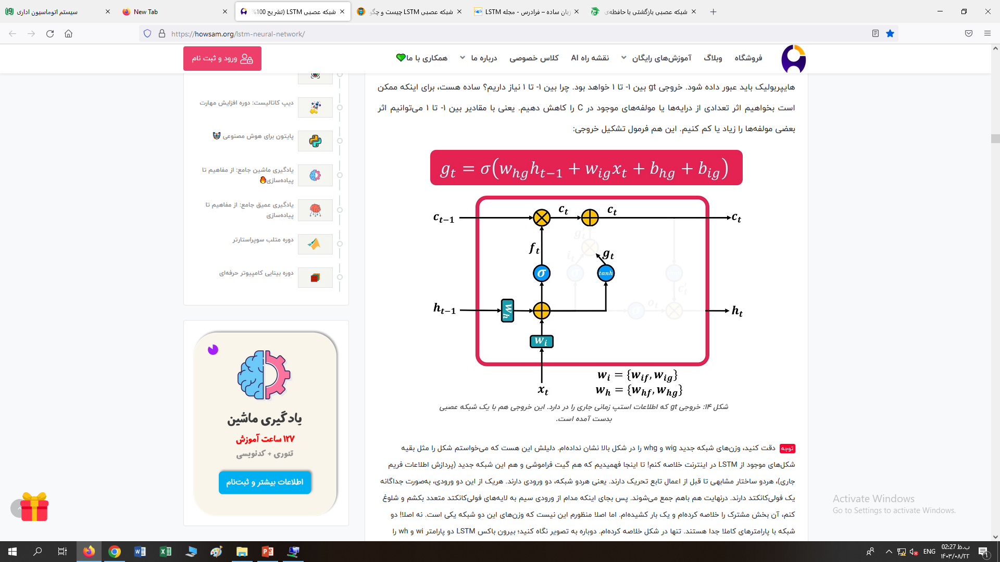 سیستم اتوماسیون اداری
New Tab
شبکه عصبی LSTM (تشریح 100%
شبکه عصبی LSTM چیست و چگو
زبان ساده – فرادرس - مجله LSTM
شبکه عصبی بازگشتی با حافظه‌ی
https://howsam.org/lstm-neural-network/
فروشگاه
وبلاگ
آموزش‌های رایگان
نقشه راه AI
کلاس خصوصی
درباره ما
همکاری با ما
ورود و ثبت نام
هایپربولیک باید عبور داده شود. خروجی gt بین ۱- تا ۱ خواهد بود. چرا بین ۱- تا ۱ نیاز داریم؟ ساده هست، برای اینکه ممکن
است بخواهیم اثر تعدادی از درایه‌ها یا مولفه‌های موجود در C را کاهش دهیم. یعنی با مقادیر بین ۱- تا ۱ می‌توانیم اثر
بعضی مولفه‌ها را زیاد یا کم کنیم. این هم فرمول تشکیل خروجی:
g_t = σ(w_{hg}h_{t−1} + w_{ig}x_t + b_{hg} + b_{ig})
c_{t−1}
c_t
c_t
c_t
g'_t
f_t
i_t
g_t
σ
σ
tanh
tanh
c'_t
h_{t−1}
w_h
σ
o_t
h_t
w_i
x_t
w_i = {w_{if}, w_{ig}}
w_h = {w_{hf}, w_{hg}}
شکل ۱۴: خروجی gt که اطلاعات استپ زمانی جاری را در دارد. این خروجی هم با یک شبکه عصبی
بدست آمده است.
توجه دقت کنید، وزن‌های شبکه جدید wig و whg را در شکل بالا نشان نداده‌ام. دلیلش این هست که می‌خواستم شکل را مثل بقیه
شکل‌های موجود از LSTM در اینترنت خلاصه کنم! تا اینجا فهمیدیم که هم گیت فراموشی و هم این شبکه جدید (پردازش اطلاعات فریم
جاری)، هردو ساختار مشابهی تا قبل از اعمال تابع تحریک دارند. یعنی هردو شبکه، دو ورودی دارند. هریک از این دو ورودی، به‌صورت جداگانه
یک فولی‌کانکتد دارند. درنهایت هم باهم جمع می‌شوند. پس بجای اینکه مدام از ورودی سیم به لایه‌های فولی‌کانکتد متعدد بکشم و شلوغ
کنم، آن بخش مشترک را خلاصه کرده‌ام و یک بار کشیده‌ام. اما اصلا منظورم این نیست که وزن‌های این دو شبکه یکی است. نه اصلا! دو
شبکه با پارامترهای کاملا جدا هستند. تنها در شکل خلاصه کرده‌ام. دوباره به تصویر نگاه کنید؛ بیرون باکس LSTM دو پارامتر wi و wh را
دیپ کاتالیست: دوره افزایش مهارت
پایتون برای هوش مصنوعی
یادگیری ماشین جامع: از مفاهیم تا
پیاده‌سازی
یادگیری عمیق جامع: از مفاهیم تا
پیاده‌سازی
دوره متلب سوپراستارتر
دوره بینایی کامپیوتر حرفه‌ای
یادگیری ماشین
۱۲۷ ساعت آموزش
تئوری + کدنویسی
اطلاعات بیشتر و ثبت‌نام
Activate Windows
Go to Settings to activate Windows.
ENG
02:27 ب.ظ
۱۴۰۳/۰۸/۲۲
۱